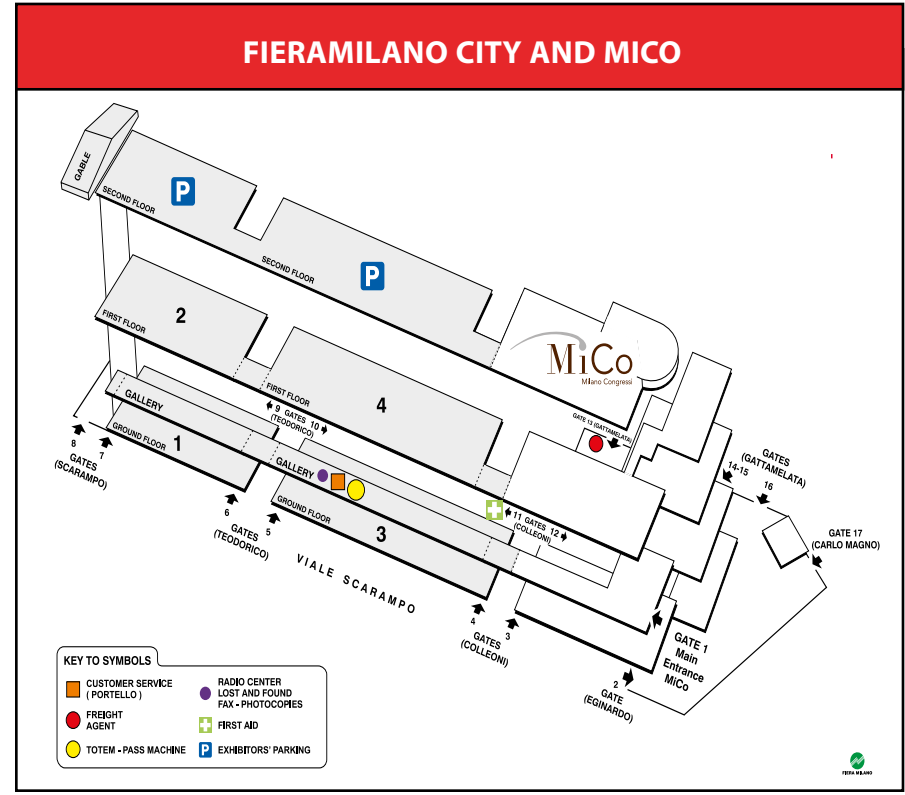 FIERAMILANO CITY AND MICO
GABLE
SECOND FLOOR
P
SECOND FLOOR
P
FIRST FLOOR
2
MiCo
Milano Congressi
FIRST FLOOR
4
9 GATES 10
(TEODORICO)
GATE 13 (GATTAMELATA)
GALLERY
GROUND FLOOR
1
8
7
GATES
(SCARAMPO)
GALLERY
GROUND FLOOR
3
6
5
GATES
(TEODORICO)
11 GATES 12
(COLLEONI)
GATES
(GATTAMELATA)
14-15
16
GATE 17
(CARLO MAGNO)
VIALE SCARAMPO
4
3
GATES
(COLLEONI)
GATE 1
Main
Entrance
MiCo
2
GATE
(EGINARDO)
KEY TO SYMBOLS
CUSTOMER SERVICE
( PORTELLO )
FREIGHT
AGENT
TOTEM - PASS MACHINE
RADIO CENTER
LOST AND FOUND
FAX - PHOTOCOPIES
FIRST AID
P EXHIBITORS' PARKING
FIERA MILANO